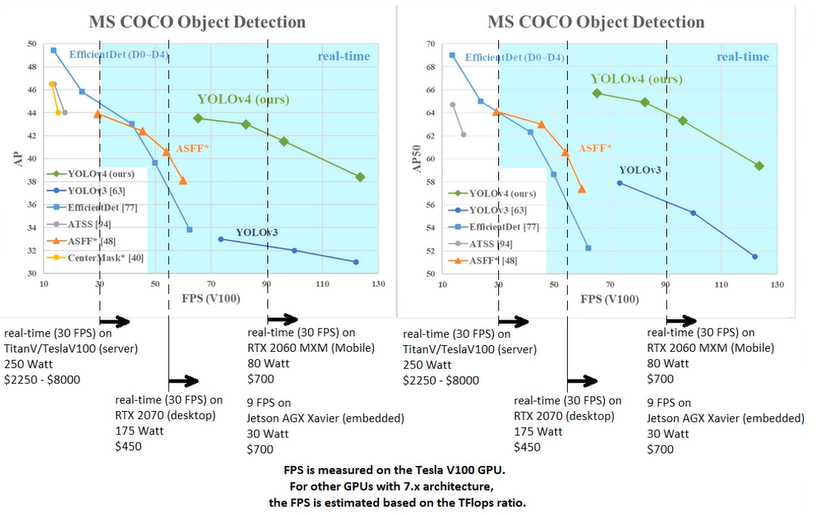 MS COCO Object Detection
EfficientDet (D0~D4)
real-time
YOLOv4 (ours)
ASFF*
YOLOv3
AP
50
48
46
44
42
40
38
36
34
32
30
YOLOv4 (ours)
YOLOv3 [63]
EfficientDet [77]
ATSS [94]
ASFF* [48]
CenterMask* [40]
10
30
50
70
90
110
130
FPS (V100)
real-time (30 FPS) on
TitanV/TeslaV100 (server)
250 Watt
$2250 - $8000
real-time (30 FPS) on
RTX 2070 (desktop)
175 Watt
$450
real-time (30 FPS) on
RTX 2060 MXM (Mobile)
80 Watt
$700
9 FPS on
Jetson AGX Xavier (embedded)
30 Watt
$700
MS COCO Object Detection
EfficientDet (D0~D4)
real-time
YOLOv4 (ours)
ASFF*
YOLOv3
AP50
70
68
66
64
62
60
58
56
54
52
50
YOLOv4 (ours)
YOLOv3 [63]
EfficientDet [77]
ATSS [94]
ASFF* [48]
10
30
50
70
90
110
130
FPS (V100)
real-time (30 FPS) on
TitanV/TeslaV100 (server)
250 Watt
$2250 - $8000
real-time (30 FPS) on
RTX 2070 (desktop)
175 Watt
$450
real-time (30 FPS) on
RTX 2060 MXM (Mobile)
80 Watt
$700
9 FPS on
Jetson AGX Xavier (embedded)
30 Watt
$700
FPS is measured on the Tesla V100 GPU.
For other GPUs with 7.x architecture,
the FPS is estimated based on the TFlops ratio.